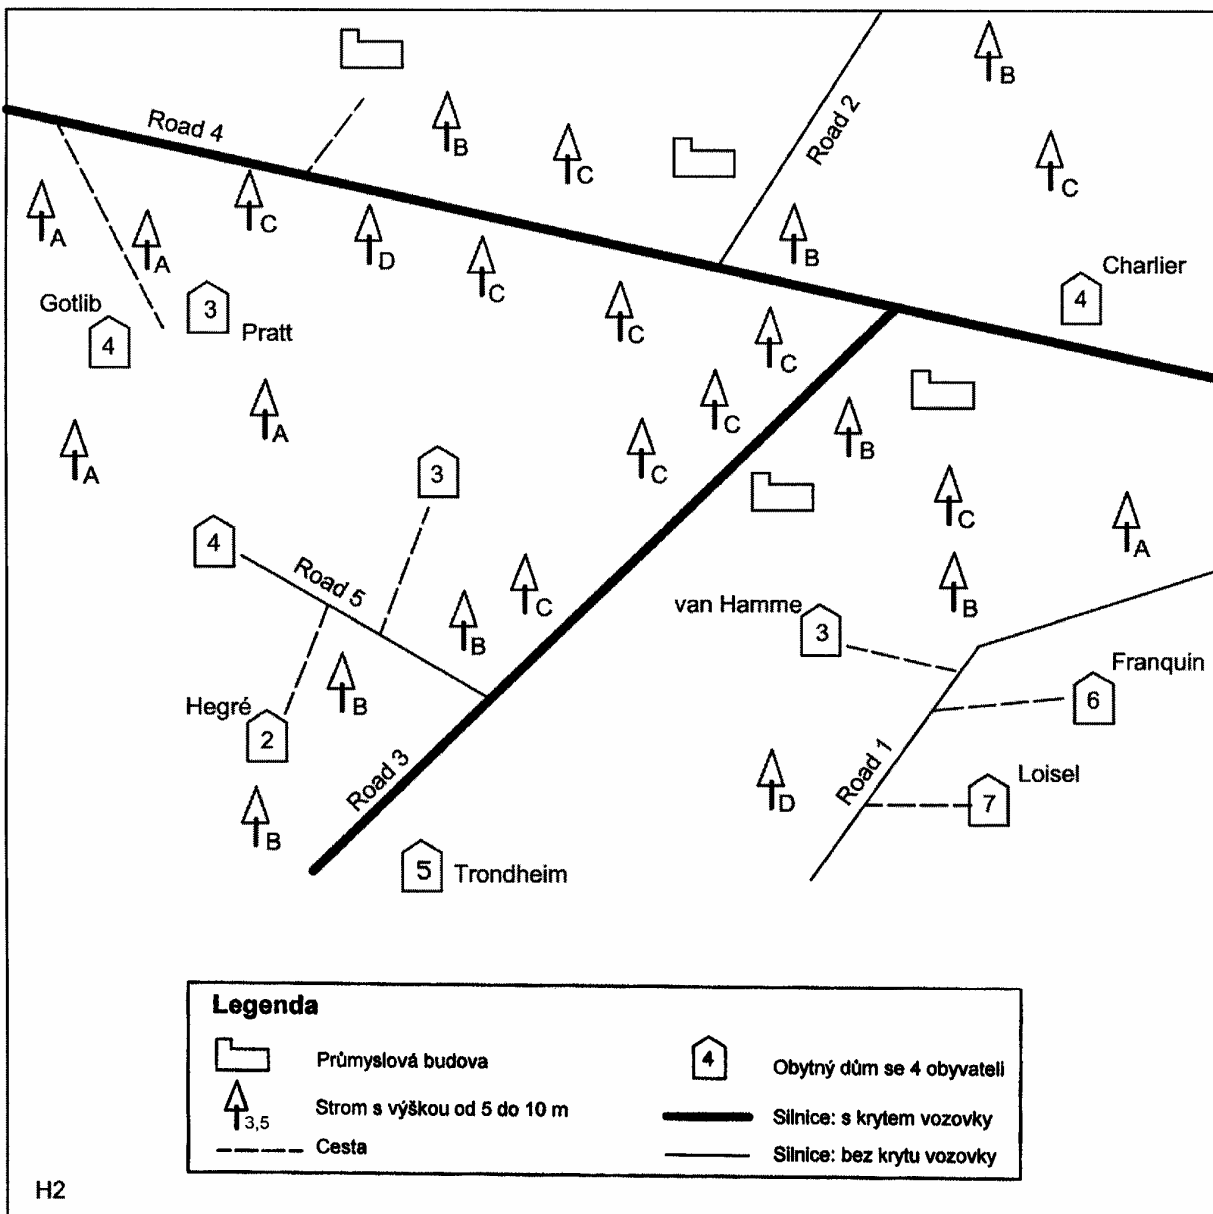 B
Road 4
Road 2
B
C
C
A
A
C
D
C
B
Charlier
4
Gotlib
3
Pratt
4
C
C
A
C
B
A
3
C
C
A
4
Road 5
C
B
B
van Hamme
3
Franquin
6
B
Hegré
2
Road 3
Road 1
D
Loisel
7
B
5
Trondheim
Legenda
Průmyslová budova
4
Obytný dům se 4 obyvateli
3,5
Strom s výškou od 5 do 10 m
Silnice: s krytem vozovky
Cesta
Silnice: bez krytu vozovky
H2